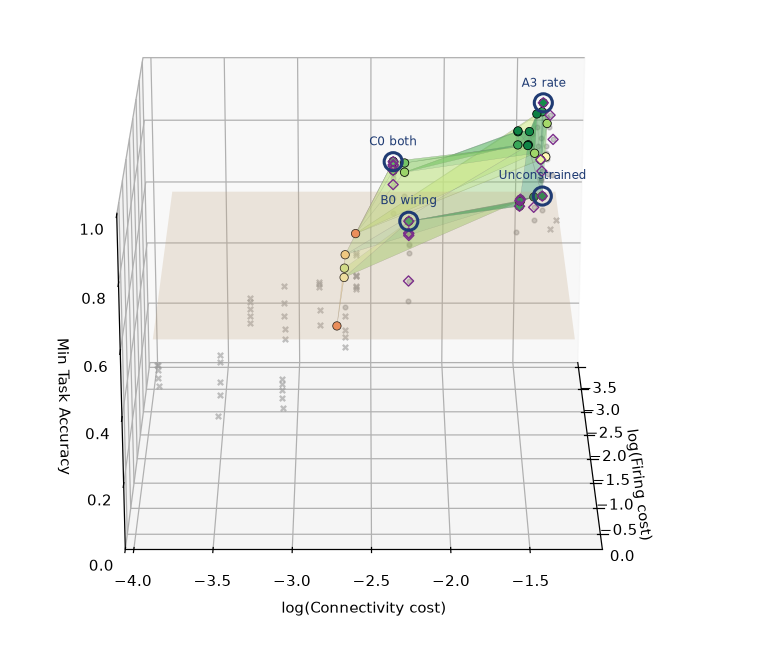 A3 rate
C0 both
Unconstrained
B0 wiring
1.0
0.8
0.6
0.4
0.2
0.0
Min Task Accuracy
−3.5
−3.0
−2.5
−2.0
−1.5
−1.0
−0.5
0.0
log(Firing cost)
−4.0
−3.5
−3.0
−2.5
−2.0
−1.5
log(Connectivity cost)